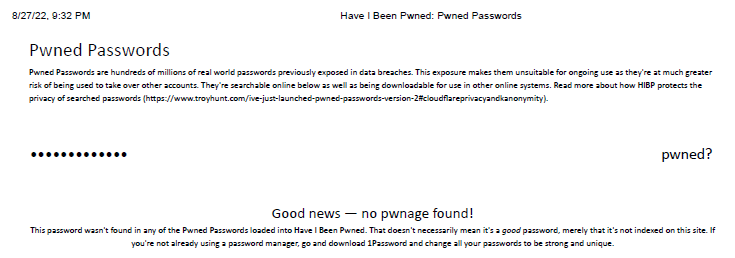 8/27/22, 9:32 PM Have I Been Pwned: Pwned Passwords
Pwned Passwords
Pwned Passwords are hundreds of millions of real world passwords previously exposed in data breaches. This exposure makes them unsuitable for ongoing use as they're at much greater
risk of being used to take over other accounts. They're searchable online below as well as being downloadable for use in other online systems. Read more about how HIBP protects the
privacy of searched passwords (https://www.troyhunt.com/ive-just-launched-pwned-passwords-version-2#cloudflareprivacyandkanonymity).
••••••••••••• pwned?
Good news — no pwnage found!
This password wasn't found in any of the Pwned Passwords loaded into Have I Been Pwned. That doesn't necessarily mean it's a good password, merely that it's not indexed on this site. If
you're not already using a password manager, go and download 1Password and change all your passwords to be strong and unique.